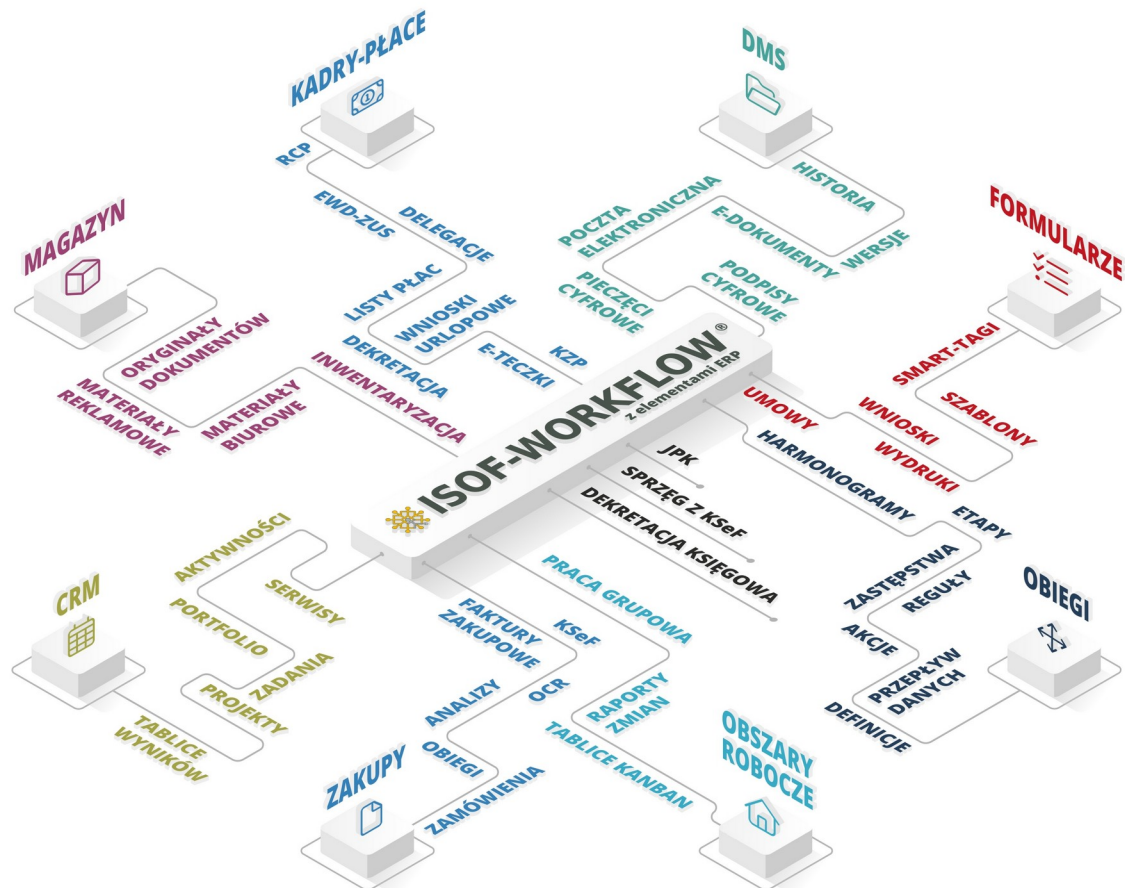 KADRY-PŁACE
RCP
EWD-ZUS
DELEGACJE
LISTY PŁAC
WNIOSKI
URLOPOWE
DEKRETACJA
E-TECZKI
KZP
DMS
HISTORIA
WERSJE
E-DOKUMENTY
POCZTA
ELEKTRONICZNA
PIECZĘCI
CYFROWE
PODPISY
CYFROWE
MAGAZYN
ORYGINAŁY
DOKUMENTÓW
MATERIAŁY
REKLAMOWE
MATERIAŁY
BIUROWE
INWENTARYZACJA
FORMULARZE
SMART-TAGI
SZABLONY
WNIOSKI
WYDRUKI
UMOWY
ISOF-WORKFLOW®
z elementami ERP
JPK
SPRZĘG Z KSeF
DEKRETACJA KSIĘGOWA
HARMONOGRAMY
ETAPY
ZASTĘPSTWA
REGUŁY
AKCJE
PRZEPŁYW
DANYCH
DEFINICJE
OBIEGI
CRM
AKTYWNOŚCI
SERWISY
PORTFOLIO
ZADANIA
PROJEKTY
TABLICE
WYNIKÓW
ZAKUPY
FAKTURY
ZAKUPOWE
KSeF
ANALIZY
OCR
OBIEGI
ZAMÓWIENIA
PRACA GRUPOWA
RAPORTY
ZMIAN
TABLICE KANBAN
OBSZARY
ROBOCZE